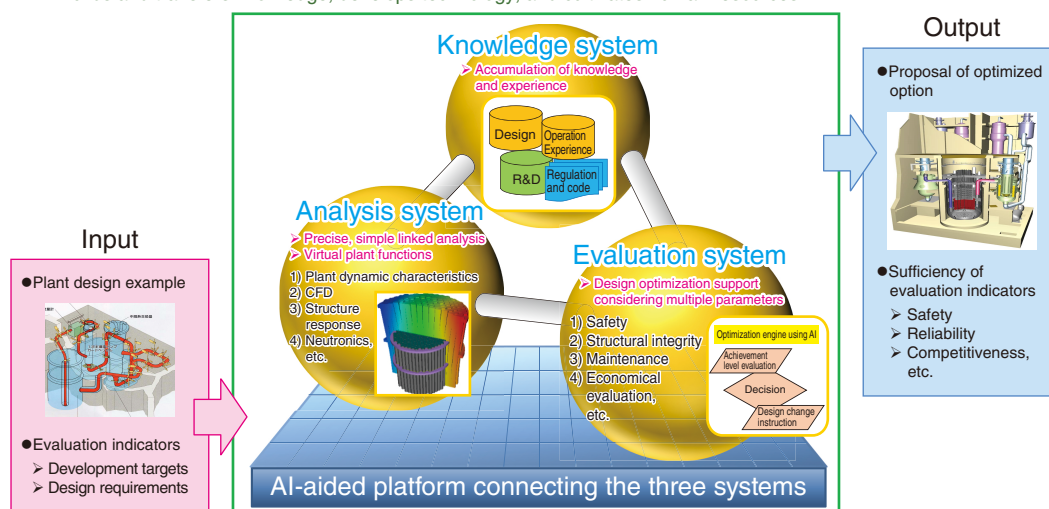 Knowledge system
➢ Accumulation of knowledge
and experience
Design
Operation
Experience
R&D
Regulation
and code
Analysis system
➢ Precise, simple linked analysis
➢ Virtual plant functions
1) Plant dynamic characteristics
2) CFD
3) Structure
response
4) Neutronics,
etc.
Evaluation system
➢ Design optimization support
considering multiple parameters
1) Safety
2) Structural integrity
3) Maintenance
4) Economical
evaluation,
etc.
Optimization engine using AI
Achievement
level evaluation
Decision
Design change
instruction
AI-aided platform connecting the three systems
Input
●Plant design example
●Evaluation indicators
➢ Development targets
➢ Design requirements
Output
●Proposal of optimized
option
●Sufficiency of
evaluation indicators
➢ Safety
➢ Reliability
➢ Competitiveness,
etc.